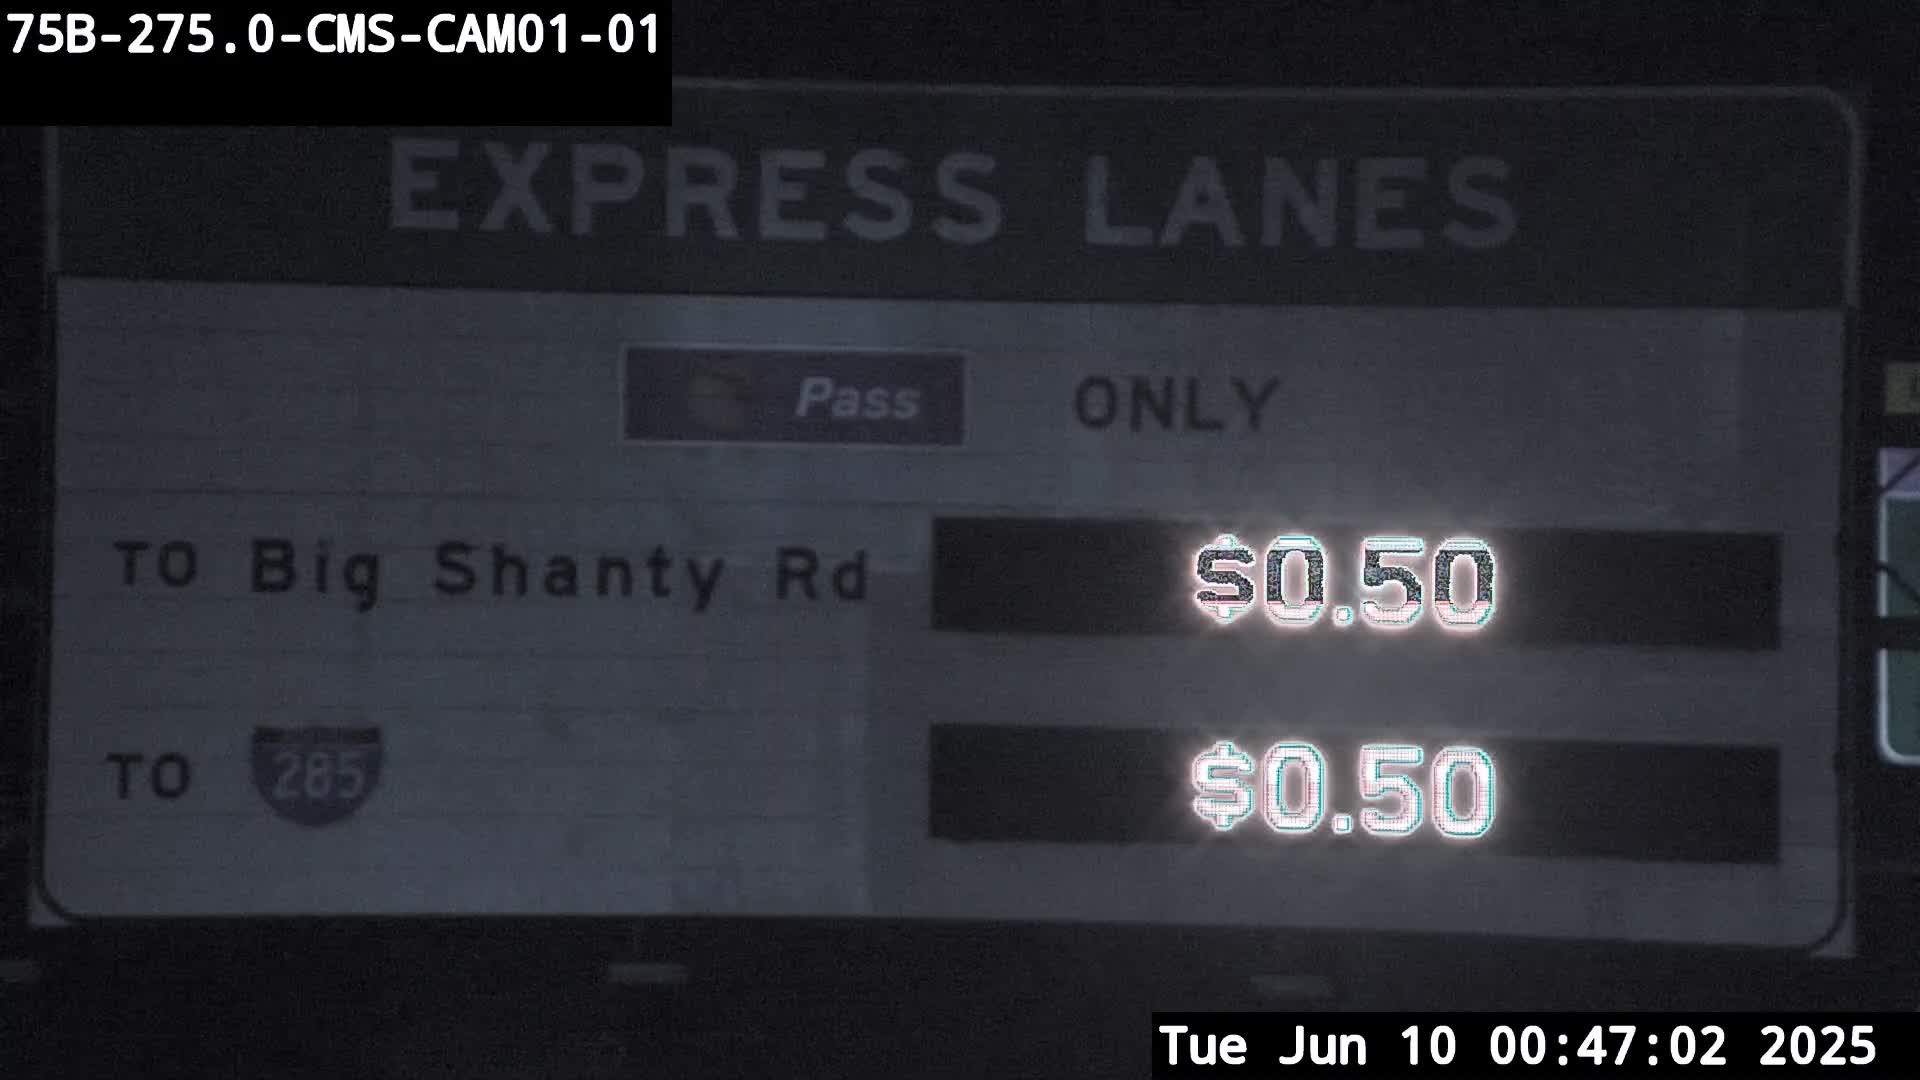 75B-275.0-CMS-CAM01-01
EXPRESS LANES
Pass ONLY
TO Big Shanty Rd $0.50
TO 285 $0.50
Tue Jun 10 00:47:02 2025